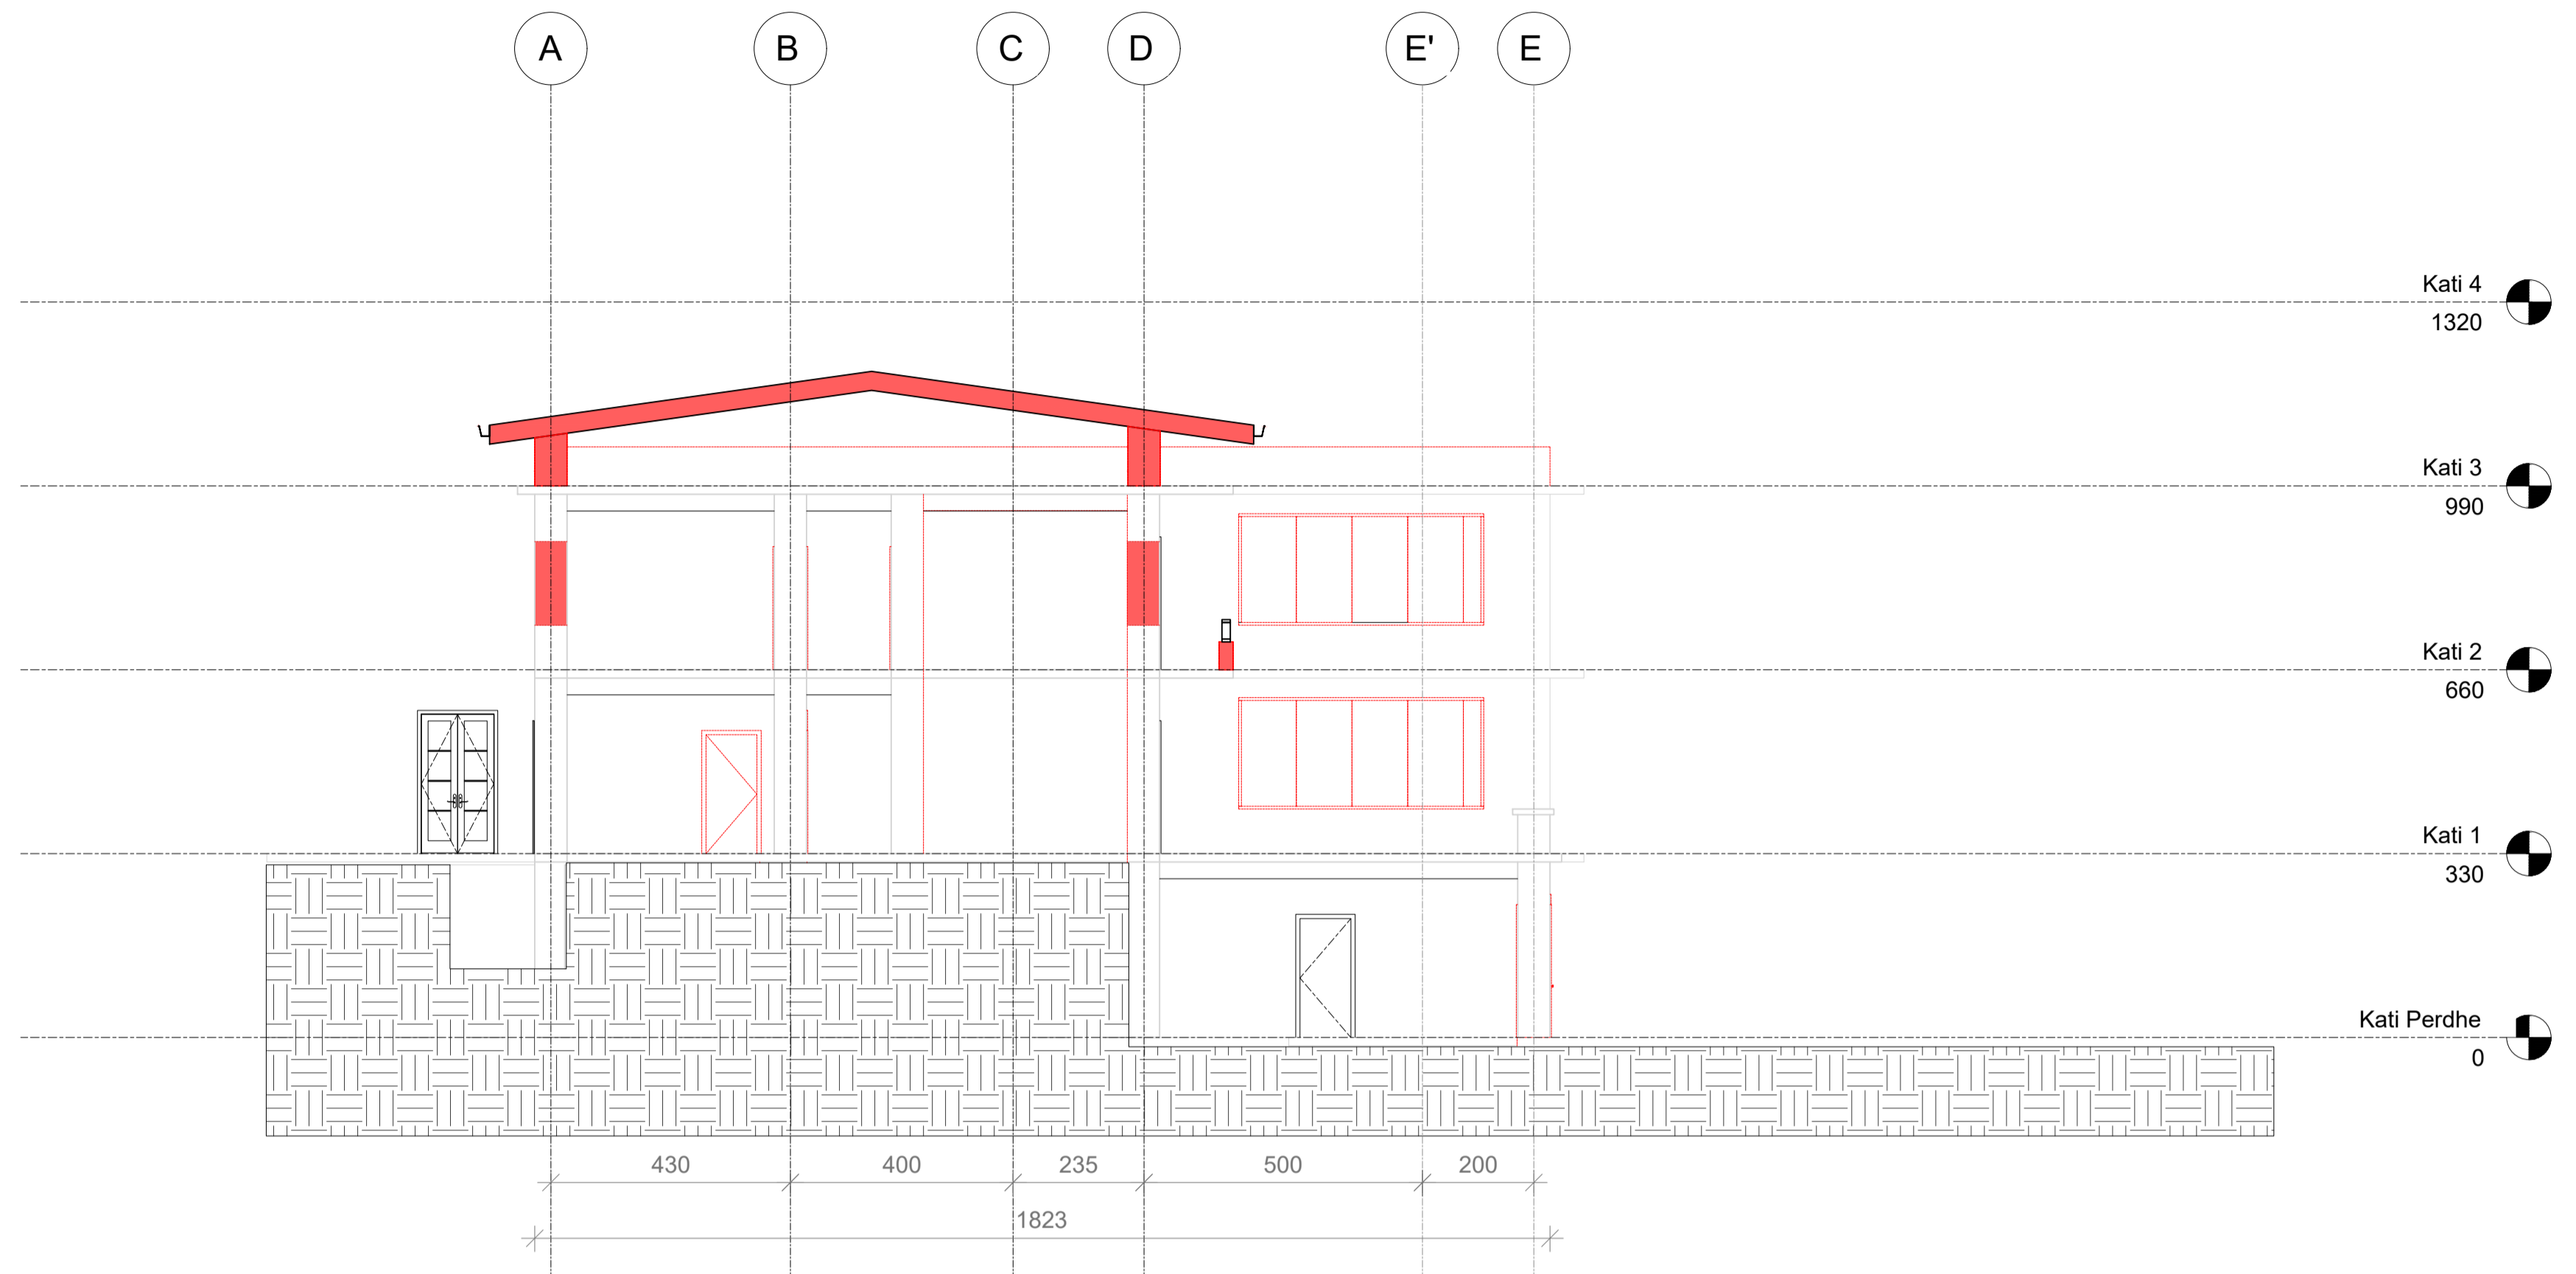 A B C D E' E
Kati 4
1320
Kati 3
990
Kati 2
660
Kati 1
330
Kati Perdhe
0
430 400 235 500 200
1823